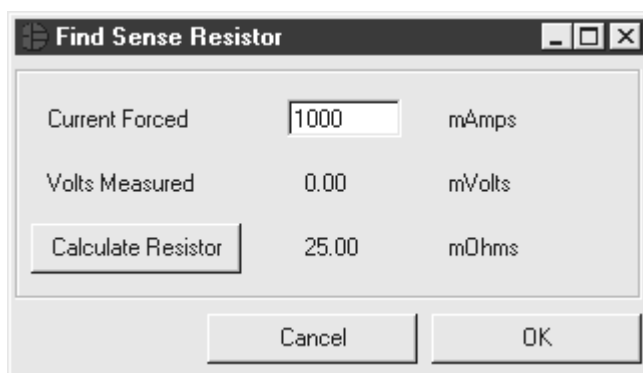 Find Sense Resistor
Current Forced 1000 mAmps
Volts Measured 0.00 mVolts
Calculate Resistor 25.00 mOhms
Cancel OK